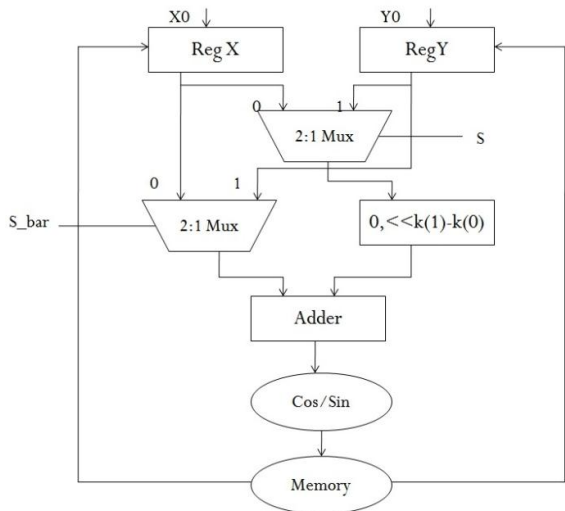 X0
Y0
Reg X
RegY
0
1
2:1 Mux
S
0
1
S_bar
2:1 Mux
0,<<k(1)-k(0)
Adder
Cos/Sin
Memory